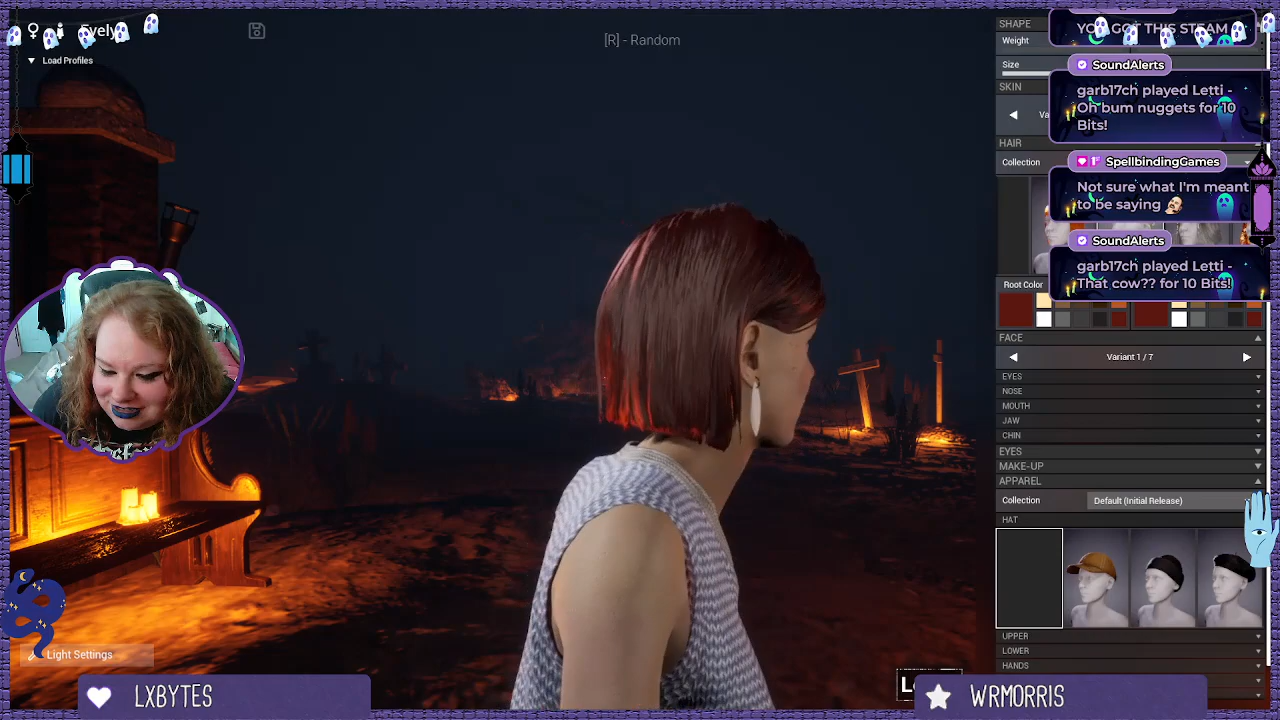 Evely
Load Profiles
[R] - Random
SHAPE
Weight
Size
SKIN
HAIR
Collection
Root Color
FACE
Variant 1 / 7
EYES
NOSE
MOUTH
JAW
CHIN
EYES
MAKE-UP
APPAREL
Collection
Default (Initial Release)
HAT
UPPER
LOWER
HANDS
YOU GOT THIS STEAM
SoundAlerts
garb17ch played Letti -
Oh bum nuggets for 10
Bits!
SpellbindingGames
Not sure what I'm meant
to be saying
SoundAlerts
garb17ch played Letti -
That cow?? for 10 Bits!
Light Settings
LXBYTES
WRMORRIS